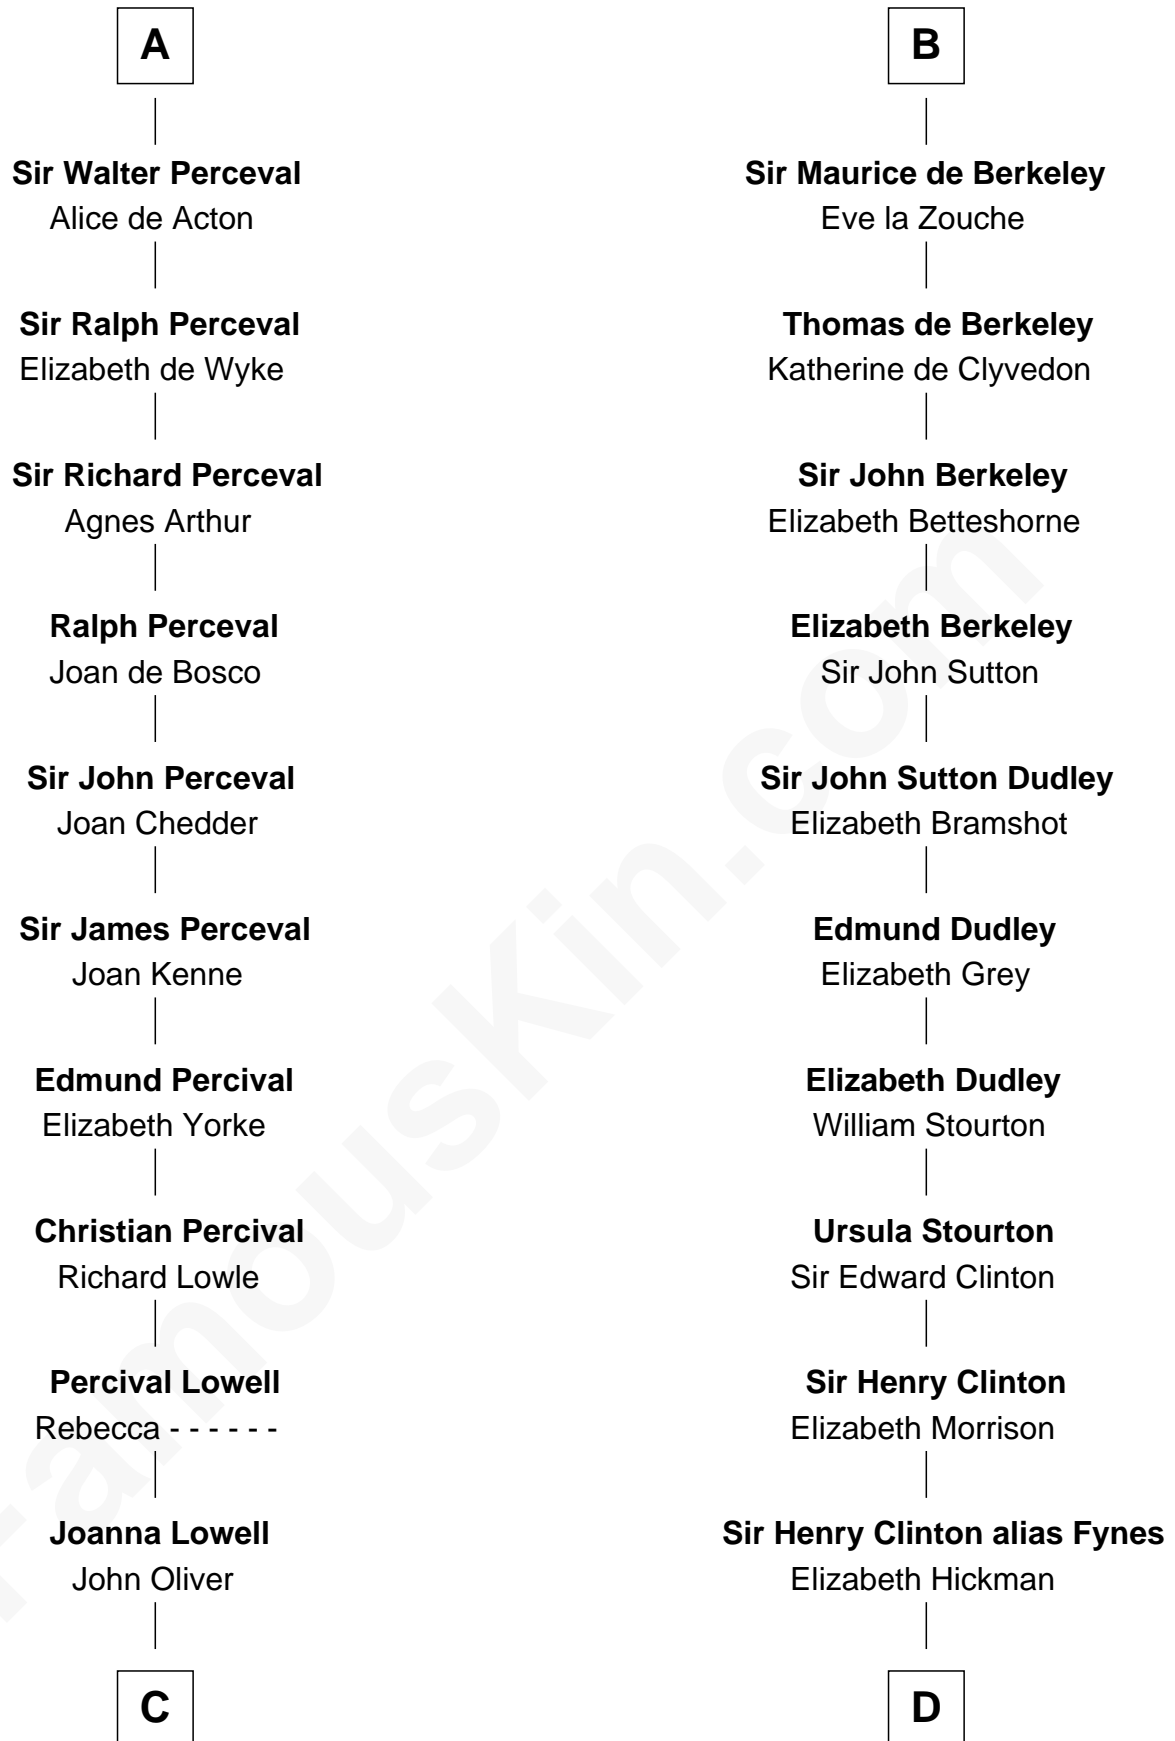 A
Sir Walter Perceval
Alice de Acton
Sir Ralph Perceval
Elizabeth de Wyke
Sir Richard Perceval
Agnes Arthur
Ralph Perceval
Joan de Bosco
Sir John Perceval
Joan Chedder
Sir James Perceval
Joan Kenne
Edmund Percival
Elizabeth Yorke
Christian Percival
Richard Lowle
Percival Lowell
Rebecca - - - - - -
Joanna Lowell
John Oliver
C
B
Sir Maurice de Berkeley
Eve la Zouche
Thomas de Berkeley
Katherine de Clyvedon
Sir John Berkeley
Elizabeth Betteshorne
Elizabeth Berkeley
Sir John Sutton
Sir John Sutton Dudley
Elizabeth Bramshot
Edmund Dudley
Elizabeth Grey
Elizabeth Dudley
William Stourton
Ursula Stourton
Sir Edward Clinton
Sir Henry Clinton
Elizabeth Morrison
Sir Henry Clinton alias Fynes
Elizabeth Hickman
D
FamousKin.com